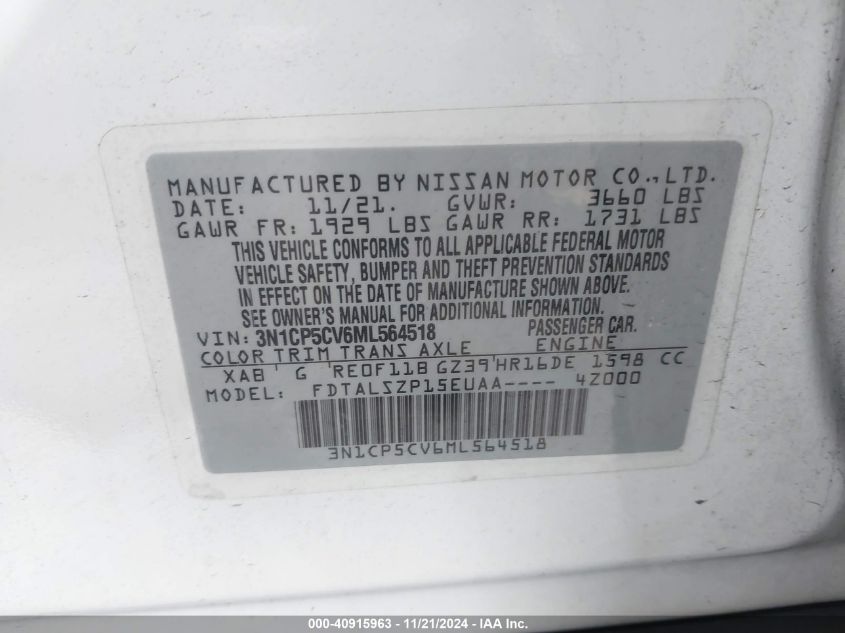 MANUFACTURED BY NISSAN MOTOR CO., LTD.
DATE: 11/21. GVWR: 3660 LBS
GAWR FR: 1929 LBS GAWR RR: 1731 LBS
THIS VEHICLE CONFORMS TO ALL APPLICABLE FEDERAL MOTOR
VEHICLE SAFETY, BUMPER AND THEFT PREVENTION STANDARDS
IN EFFECT ON THE DATE OF MANUFACTURE SHOWN ABOVE.
SEE OWNER'S MANUAL FOR ADDITIONAL INFORMATION.
VIN: 3N1CP5CV6ML564518 PASSENGER CAR.
COLOR TRIM TRANS AXLE ENGINE
XAB G RE0F11B GZ39 HR16DE 1598 CC
MODEL: FDTALSZP15EUAA---- 4Z000
3N1CP5CV6ML564518
000-40915963 - 11/21/2024 - IAA Inc.